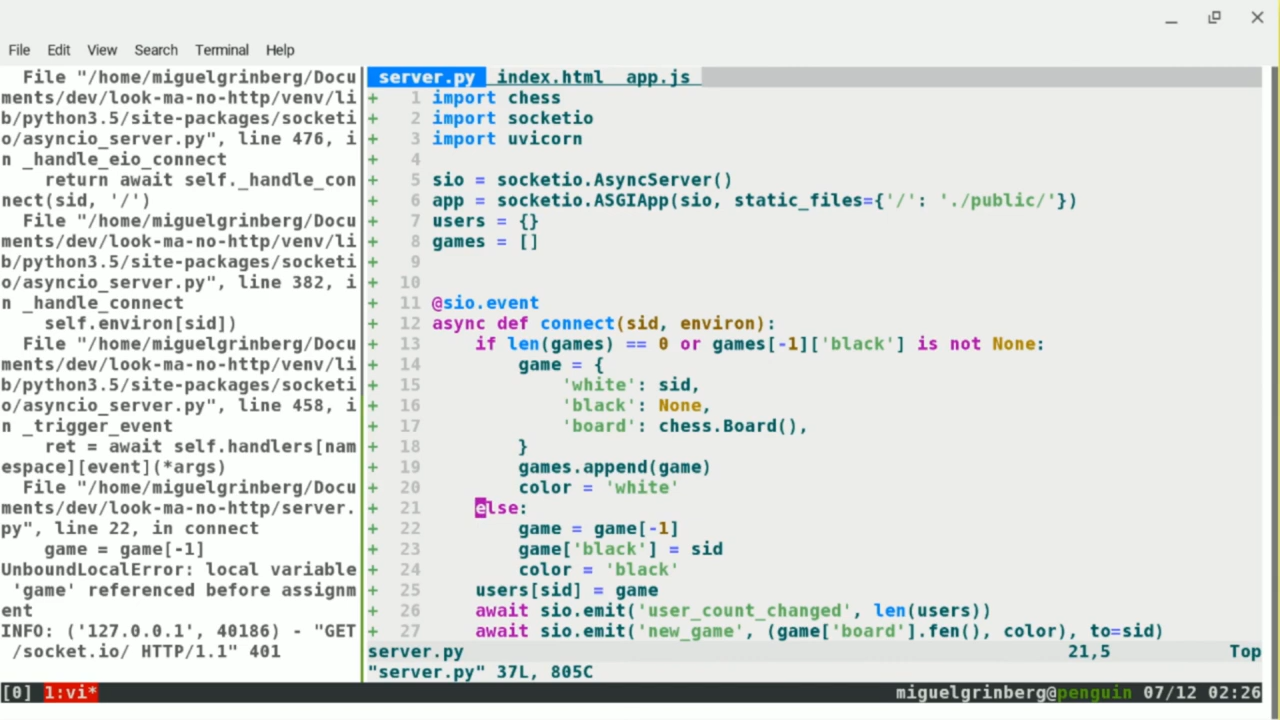 File Edit View Search Terminal Help
  File "/home/miguelgrinberg/Docu
ments/dev/look-ma-no-http/venv/li
b/python3.5/site-packages/socketi
o/asyncio_server.py", line 476, i
n _handle_eio_connect
    return await self._handle_con
nect(sid, '/')
  File "/home/miguelgrinberg/Docu
ments/dev/look-ma-no-http/venv/li
b/python3.5/site-packages/socketi
o/asyncio_server.py", line 382, i
n _handle_connect
    self.environ[sid])
  File "/home/miguelgrinberg/Docu
ments/dev/look-ma-no-http/venv/li
b/python3.5/site-packages/socketi
o/asyncio_server.py", line 458, i
n _trigger_event
    ret = await self.handlers[nam
espace][event](*args)
  File "/home/miguelgrinberg/Docu
ments/dev/look-ma-no-http/server.
py", line 22, in connect
    game = game[-1]
UnboundLocalError: local variable
 'game' referenced before assignm
ent
INFO: ('127.0.0.1', 40186) - "GET
 /socket.io/ HTTP/1.1" 401
server.py index.html app.js
+ 1 import chess
+ 2 import socketio
+ 3 import uvicorn
+ 4
+ 5 sio = socketio.AsyncServer()
+ 6 app = socketio.ASGIApp(sio, static_files={'/': './public/'})
+ 7 users = {}
+ 8 games = []
+ 9
+ 10
+ 11 @sio.event
+ 12 async def connect(sid, environ):
+ 13     if len(games) == 0 or games[-1]['black'] is not None:
+ 14         game = {
+ 15             'white': sid,
+ 16             'black': None,
+ 17             'board': chess.Board(),
+ 18         }
+ 19         games.append(game)
+ 20         color = 'white'
+ 21     else:
+ 22         game = game[-1]
+ 23         game['black'] = sid
+ 24         color = 'black'
+ 25     users[sid] = game
+ 26     await sio.emit('user_count_changed', len(users))
+ 27     await sio.emit('new_game', (game['board'].fen(), color), to=sid)
server.py 21,5 Top
"server.py" 37L, 805C
[0] 1:vi* miguelgrinberg@penguin 07/12 02:26